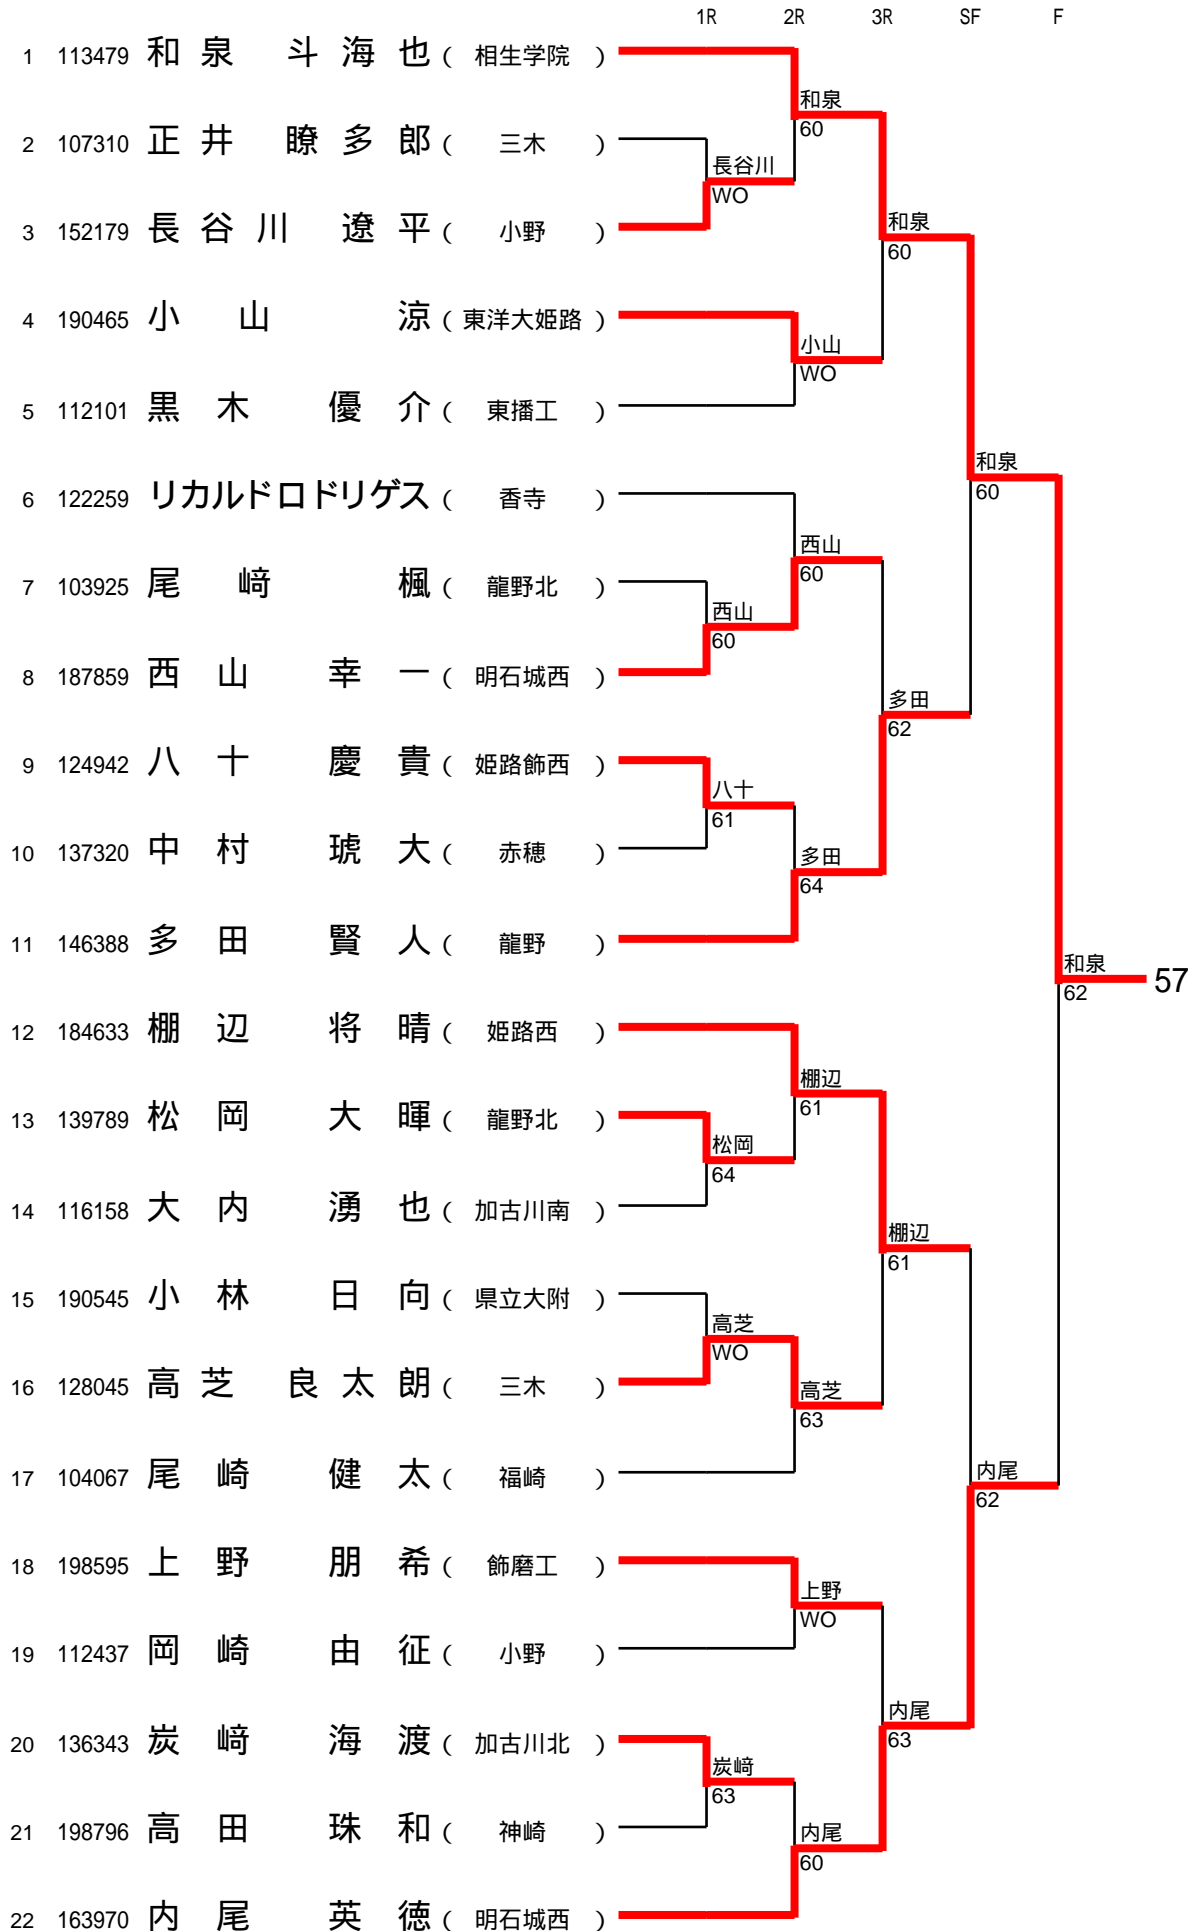 1R 2R 3R SF F
1 113479 和泉 斗海也 ( 相生学院 )
和泉
60
2 107310 正井 瞭多郎 ( 三木 )
長谷川
WO
3 152179 長谷川 遼平 ( 小野 )
和泉
60
4 190465 小山 涼 ( 東洋大姫路 )
小山
WO
5 112101 黒木 優介 ( 東播工 )
和泉
60
6 122259 リカルドロドリゲス ( 香寺 )
西山
60
7 103925 尾﨑 楓 ( 龍野北 )
西山
60
8 187859 西山 幸一 ( 明石城西 )
多田
62
9 124942 八十 慶貴 ( 姫路飾西 )
八十
61
10 137320 中村 琥大 ( 赤穂 )
多田
64
11 146388 多田 賢人 ( 龍野 )
和泉
62
57
12 184633 棚辺 将晴 ( 姫路西 )
棚辺
61
13 139789 松岡 大暉 ( 龍野北 )
松岡
64
14 116158 大内 湧也 ( 加古川南 )
棚辺
61
15 190545 小林 日向 ( 県立大附 )
高芝
WO
16 128045 高芝 良太朗 ( 三木 )
高芝
63
17 104067 尾崎 健太 ( 福崎 )
内尾
62
18 198595 上野 朋希 ( 飾磨工 )
上野
WO
19 112437 岡崎 由征 ( 小野 )
内尾
63
20 136343 炭﨑 海渡 ( 加古川北 )
炭﨑
63
21 198796 高田 珠和 ( 神崎 )
内尾
60
22 163970 内尾 英徳 ( 明石城西 )